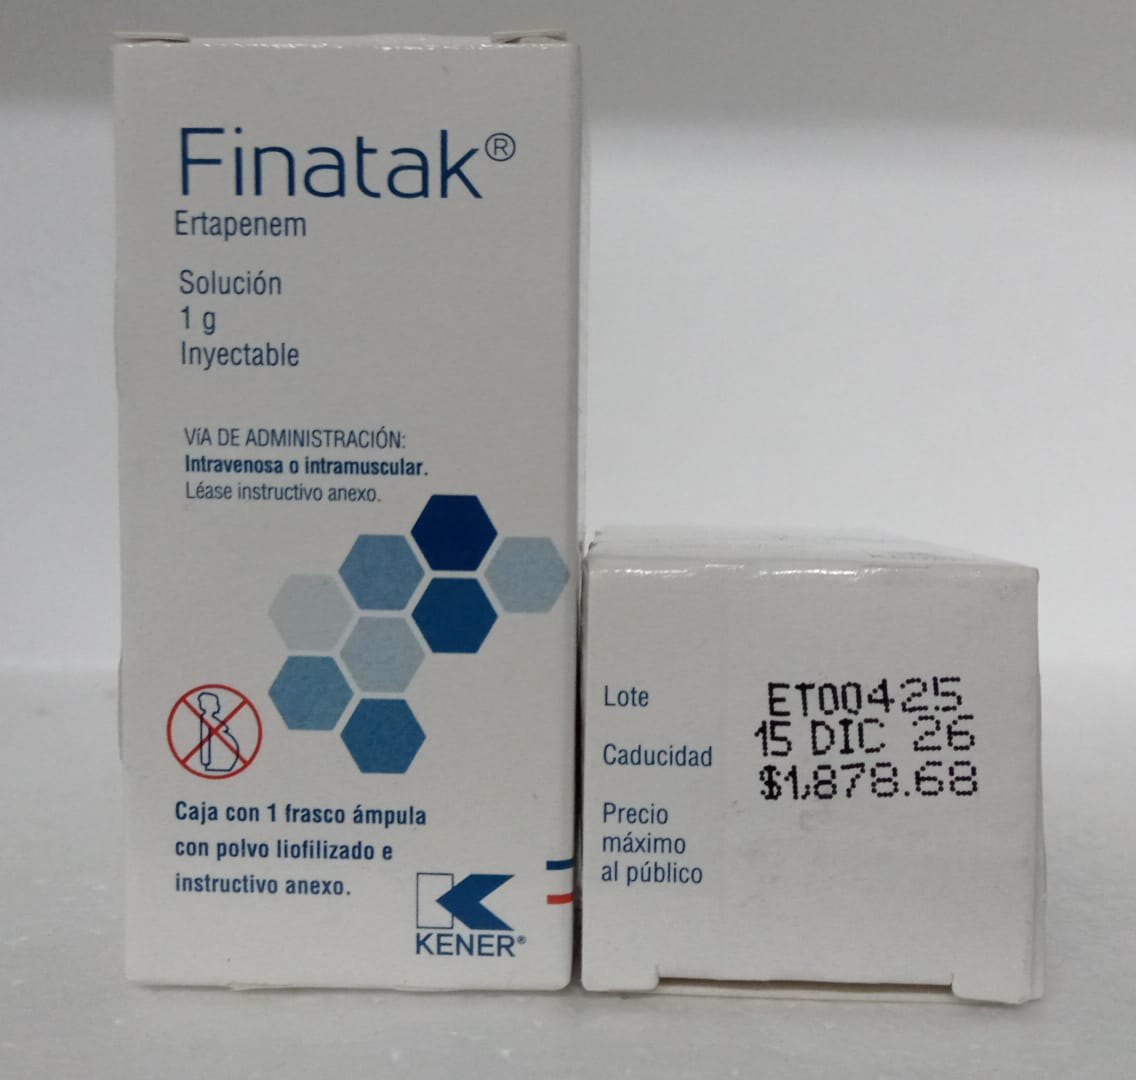 Finatak®
Ertapenem
Solución
1 g
Inyectable
VíA DE ADMINISTRACIÓN:
Intravenosa o intramuscular.
Léase instructivo anexo.
Caja con 1 frasco ámpula
con polvo liofilizado e
instructivo anexo.
KENER®
Lote ET00425
Caducidad 15 DIC 26
Precio
máximo
al público
$1,878.68